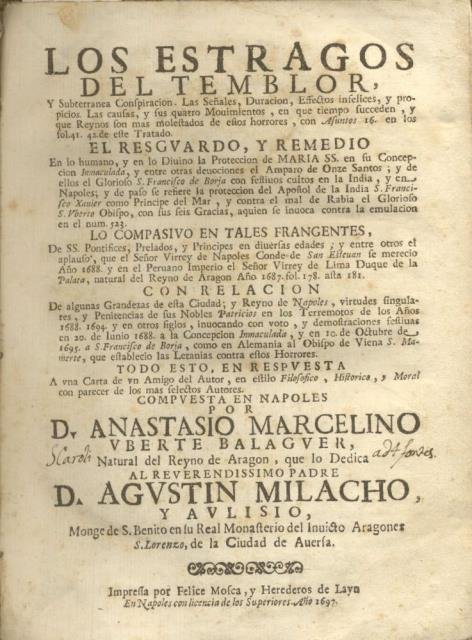 LOS ESTRAGOS
DEL TEMBLOR,
Y Subterranea Conspiracion. Las Señales, Duracion, Effectos infelices, y pro-
picios. Las causas, y sus quatro Mouimientos, en que tiempo succeden, y
que Reynos son mas molestados de estos horrores, con Asuntos 16. en los
fol.41. 42.de este Tratado.
EL RESGVARDO, Y REMEDIO
En lo humano, y en lo Diuino la Proteccion de MARIA SS. en su Concep-
cion Inmaculada, y entre otras deuociones el Amparo de Onze Santos; y de
ellos el Glorioso S. Francisco de Borja con festiuos cultos en la India, y en
Napoles; y de paso se refiere la proteccion del Apostol de la India S. Franci-
sco Xauier como Principe del Mar, y contra el mal de Rabia el Glorioso
S. Vberto Obispo, con sus seis Gracias, aquien se inuoca contra la emulacion
en el num.523.
LO COMPASIVO EN TALES FRANGENTES,
De SS. Pontifices, Prelados, y Principes en diuersas edades; y entre otros el
aplauso, que el Señor Virrey de Napoles Conde-de San Esteuan se merecio
Año 1688. y en el Peruano Imperio el Señor Virrey de Lima Duque de la
Palata, natural del Reyno de Aragon Año 1687. fol. 178. asta 181.
CON RELACION
De algunas Grandezas de esta Ciudad; y Reyno de Napoles, virtudes singula-
res, y Penitencias de sus Nobles Patricios en los Terremotos de los Años
1688. 1694. y en otros siglos, inuocando con voto, y demostraciones festiuas
en 20. de Iunio 1688. a la Concepcion Inmaculada, y en 10. de Octubre de
1695. a S. Francisco de Borja, como en Alemania al Obispo de Viena S. Ma-
merte, que establecio las Letanias contra estos Horrores.
TODO ESTO, EN RESPVESTA
A vna Carta de vn Amigo del Autor, en estilo Filosofico, Historico, y Moral
con parecer de los mas selectos Autores.
COMPVESTA EN NAPOLES
POR
D. ANASTASIO MARCELINO
VBERTE BALAGVER,
S Caroli Natural del Reyno de Aragon, que lo Dedica ad 4 fontes.
AL REVERENDISSIMO PADRE
D. AGVSTIN MILACHO,
Y AVLISIO,
Monge de S. Benito en su Real Monasterio del Inuicto Aragones
S. Lorenzo, de la Ciudad de Auersa.
Impressa por Felice Mosca, y Herederos de Layn
En Napoles con licencia de los Superiores. Año 1697.